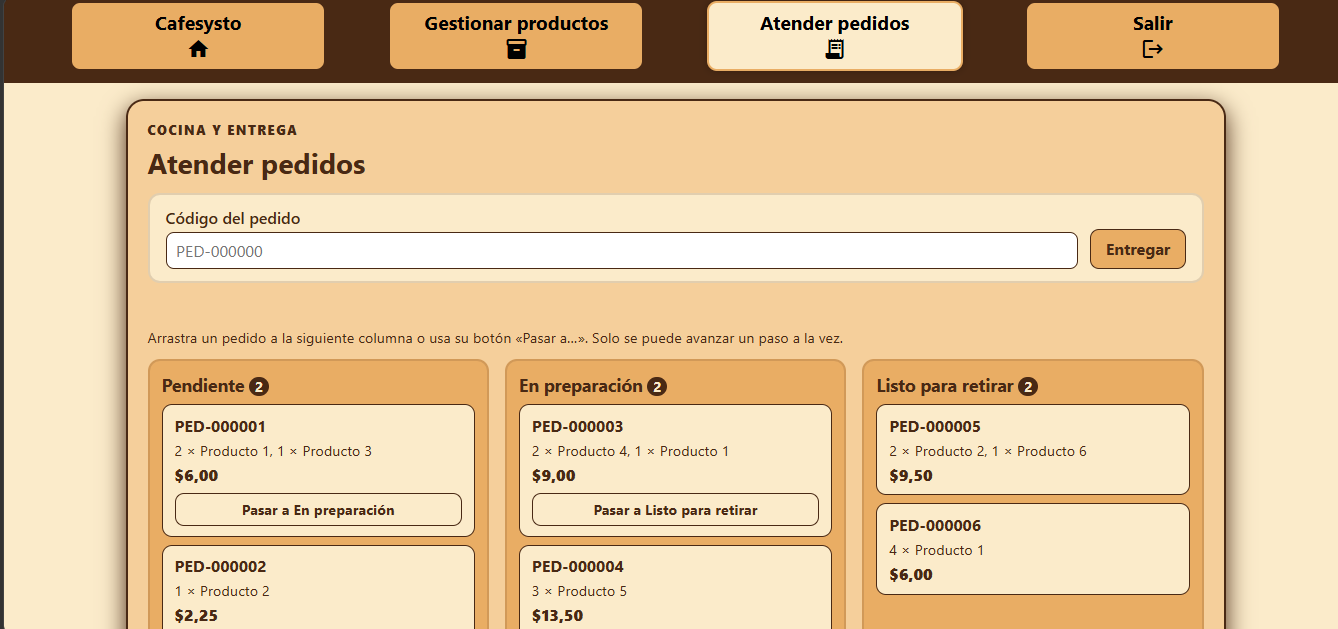 Cafesysto
Gestionar productos
Atender pedidos
Salir
COCINA Y ENTREGA
Atender pedidos
Código del pedido
PED-000000
Entregar
Arrastra un pedido a la siguiente columna o usa su botón «Pasar a...». Solo se puede avanzar un paso a la vez.
Pendiente 2
PED-000001
2 × Producto 1, 1 × Producto 3
$6,00
Pasar a En preparación
PED-000002
1 × Producto 2
$2,25
En preparación 2
PED-000003
2 × Producto 4, 1 × Producto 1
$9,00
Pasar a Listo para retirar
PED-000004
3 × Producto 5
$13,50
Listo para retirar 2
PED-000005
2 × Producto 2, 1 × Producto 6
$9,50
PED-000006
4 × Producto 1
$6,00